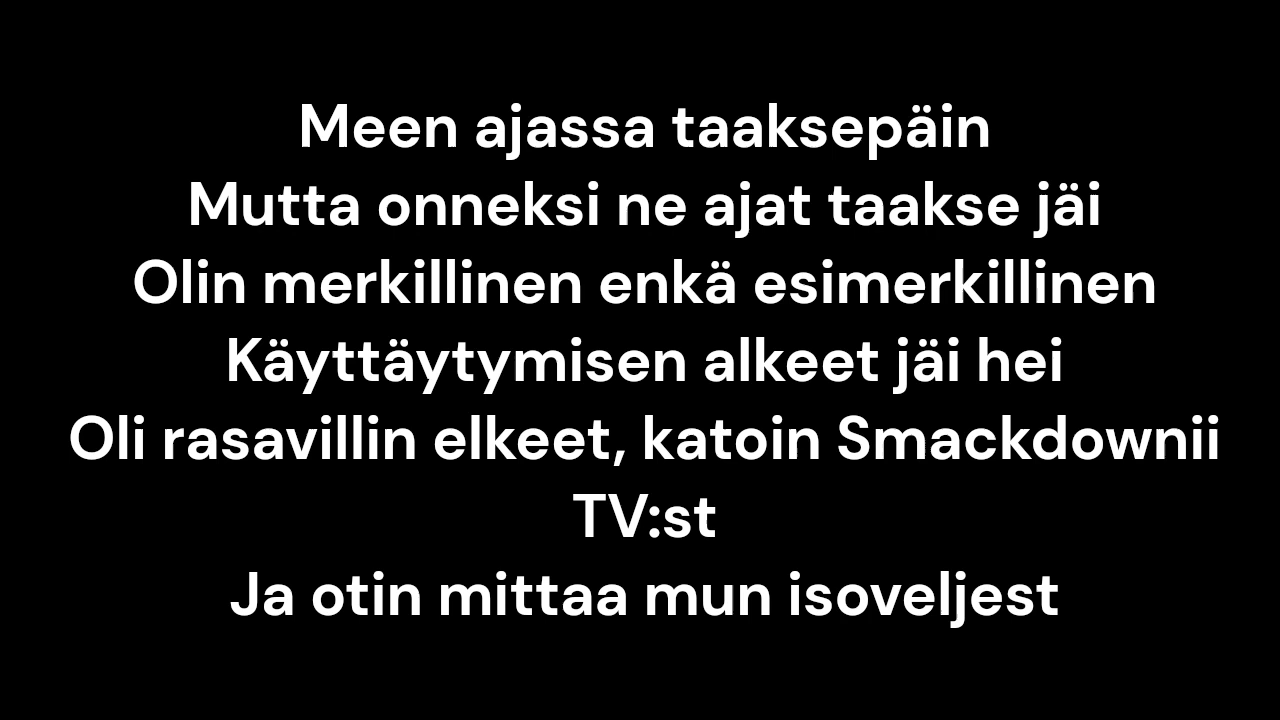 Meen ajassa taaksepäin
Mutta onneksi ne ajat taakse jäi
Olin merkillinen enkä esimerkillinen
Käyttäytymisen alkeet jäi hei
Oli rasavillin elkeet, katoin Smackdownii
TV:st
Ja otin mittaa mun isoveljest